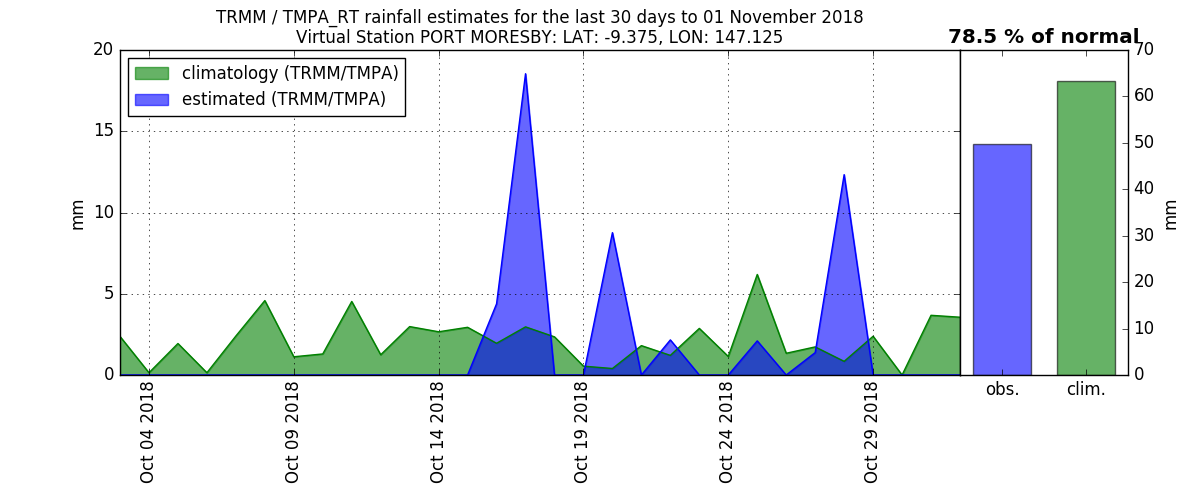 TRMM / TMPA_RT rainfall estimates for the last 30 days to 01 November 2018
Virtual Station PORT MORESBY: LAT: -9.375, LON: 147.125
78.5 % of normal
climatology (TRMM/TMPA)
estimated (TRMM/TMPA)
20
15
10
5
0
mm
Oct 04 2018
Oct 09 2018
Oct 14 2018
Oct 19 2018
Oct 24 2018
Oct 29 2018
obs.
clim.
70
60
50
40
30
20
10
0
mm